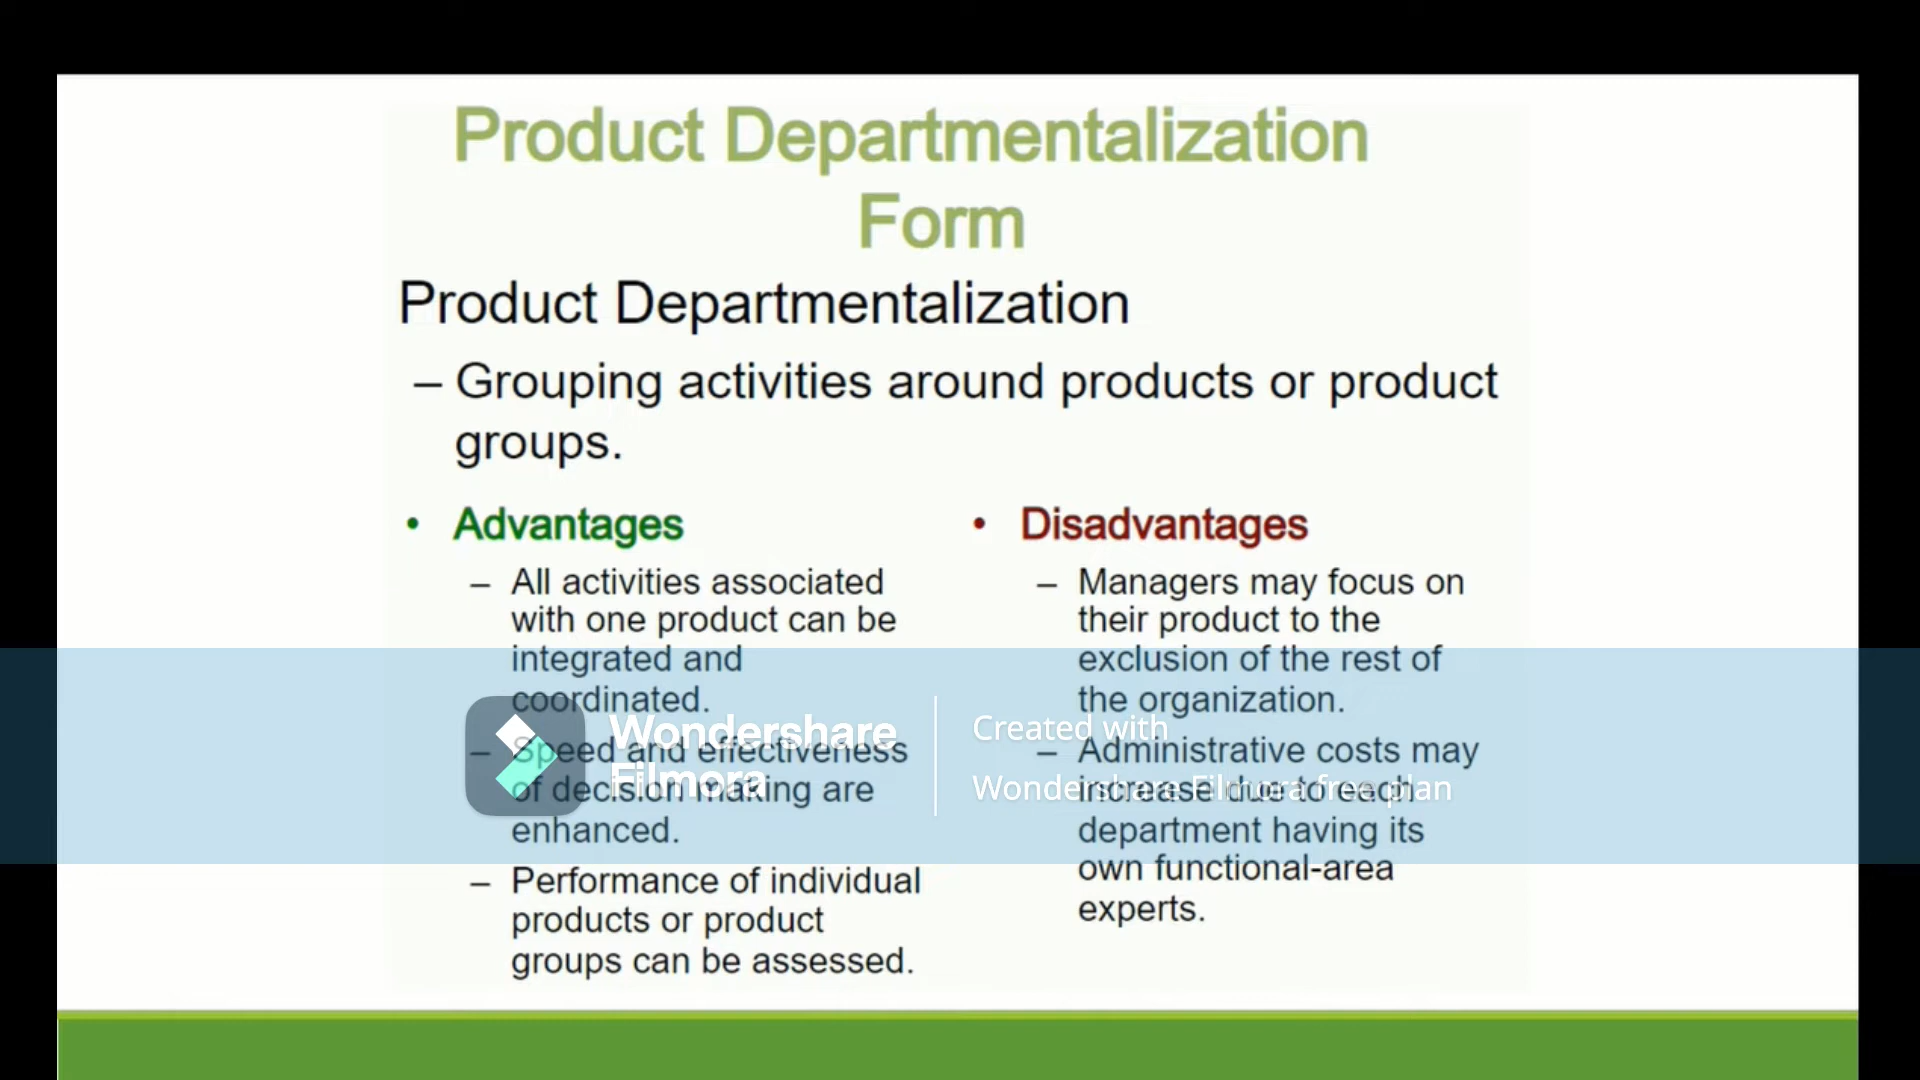 Product Departmentalization
Form
Product Departmentalization
– Grouping activities around products or product
groups.
• Advantages
– All activities associated
with one product can be
integrated and
coordinated.
– Speed and effectiveness
of decision making are
enhanced.
– Performance of individual
products or product
groups can be assessed.
• Disadvantages
– Managers may focus on
their product to the
exclusion of the rest of
the organization.
– Administrative costs may
increase due to each
department having its
own functional-area
experts.
Wondershare
Filmora
Created with
Wondershare Filmora free plan